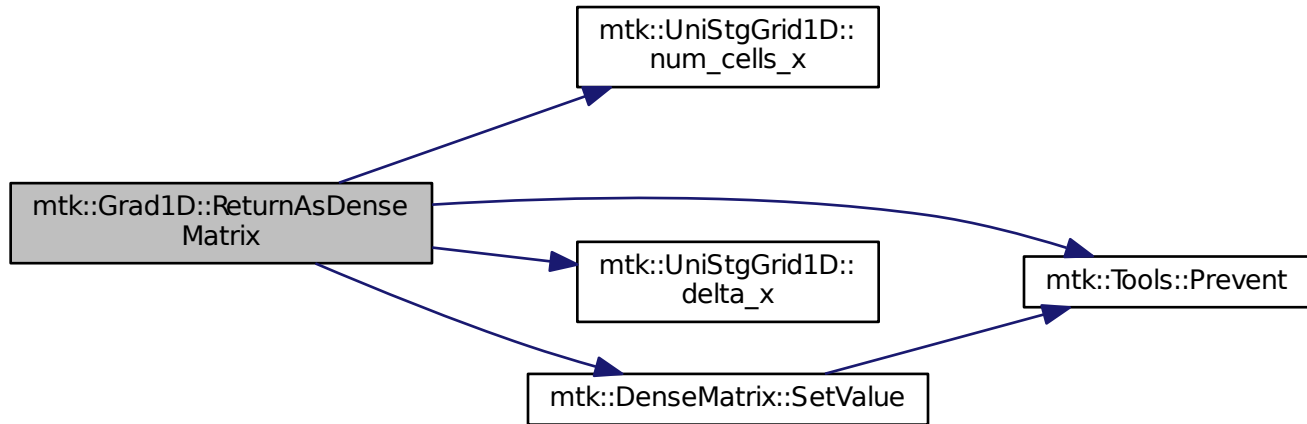 mtk::UniStgGrid1D::
num_cells_x
mtk::Grad1D::ReturnAsDense
Matrix
mtk::UniStgGrid1D::
delta_x
mtk::Tools::Prevent
mtk::DenseMatrix::SetValue